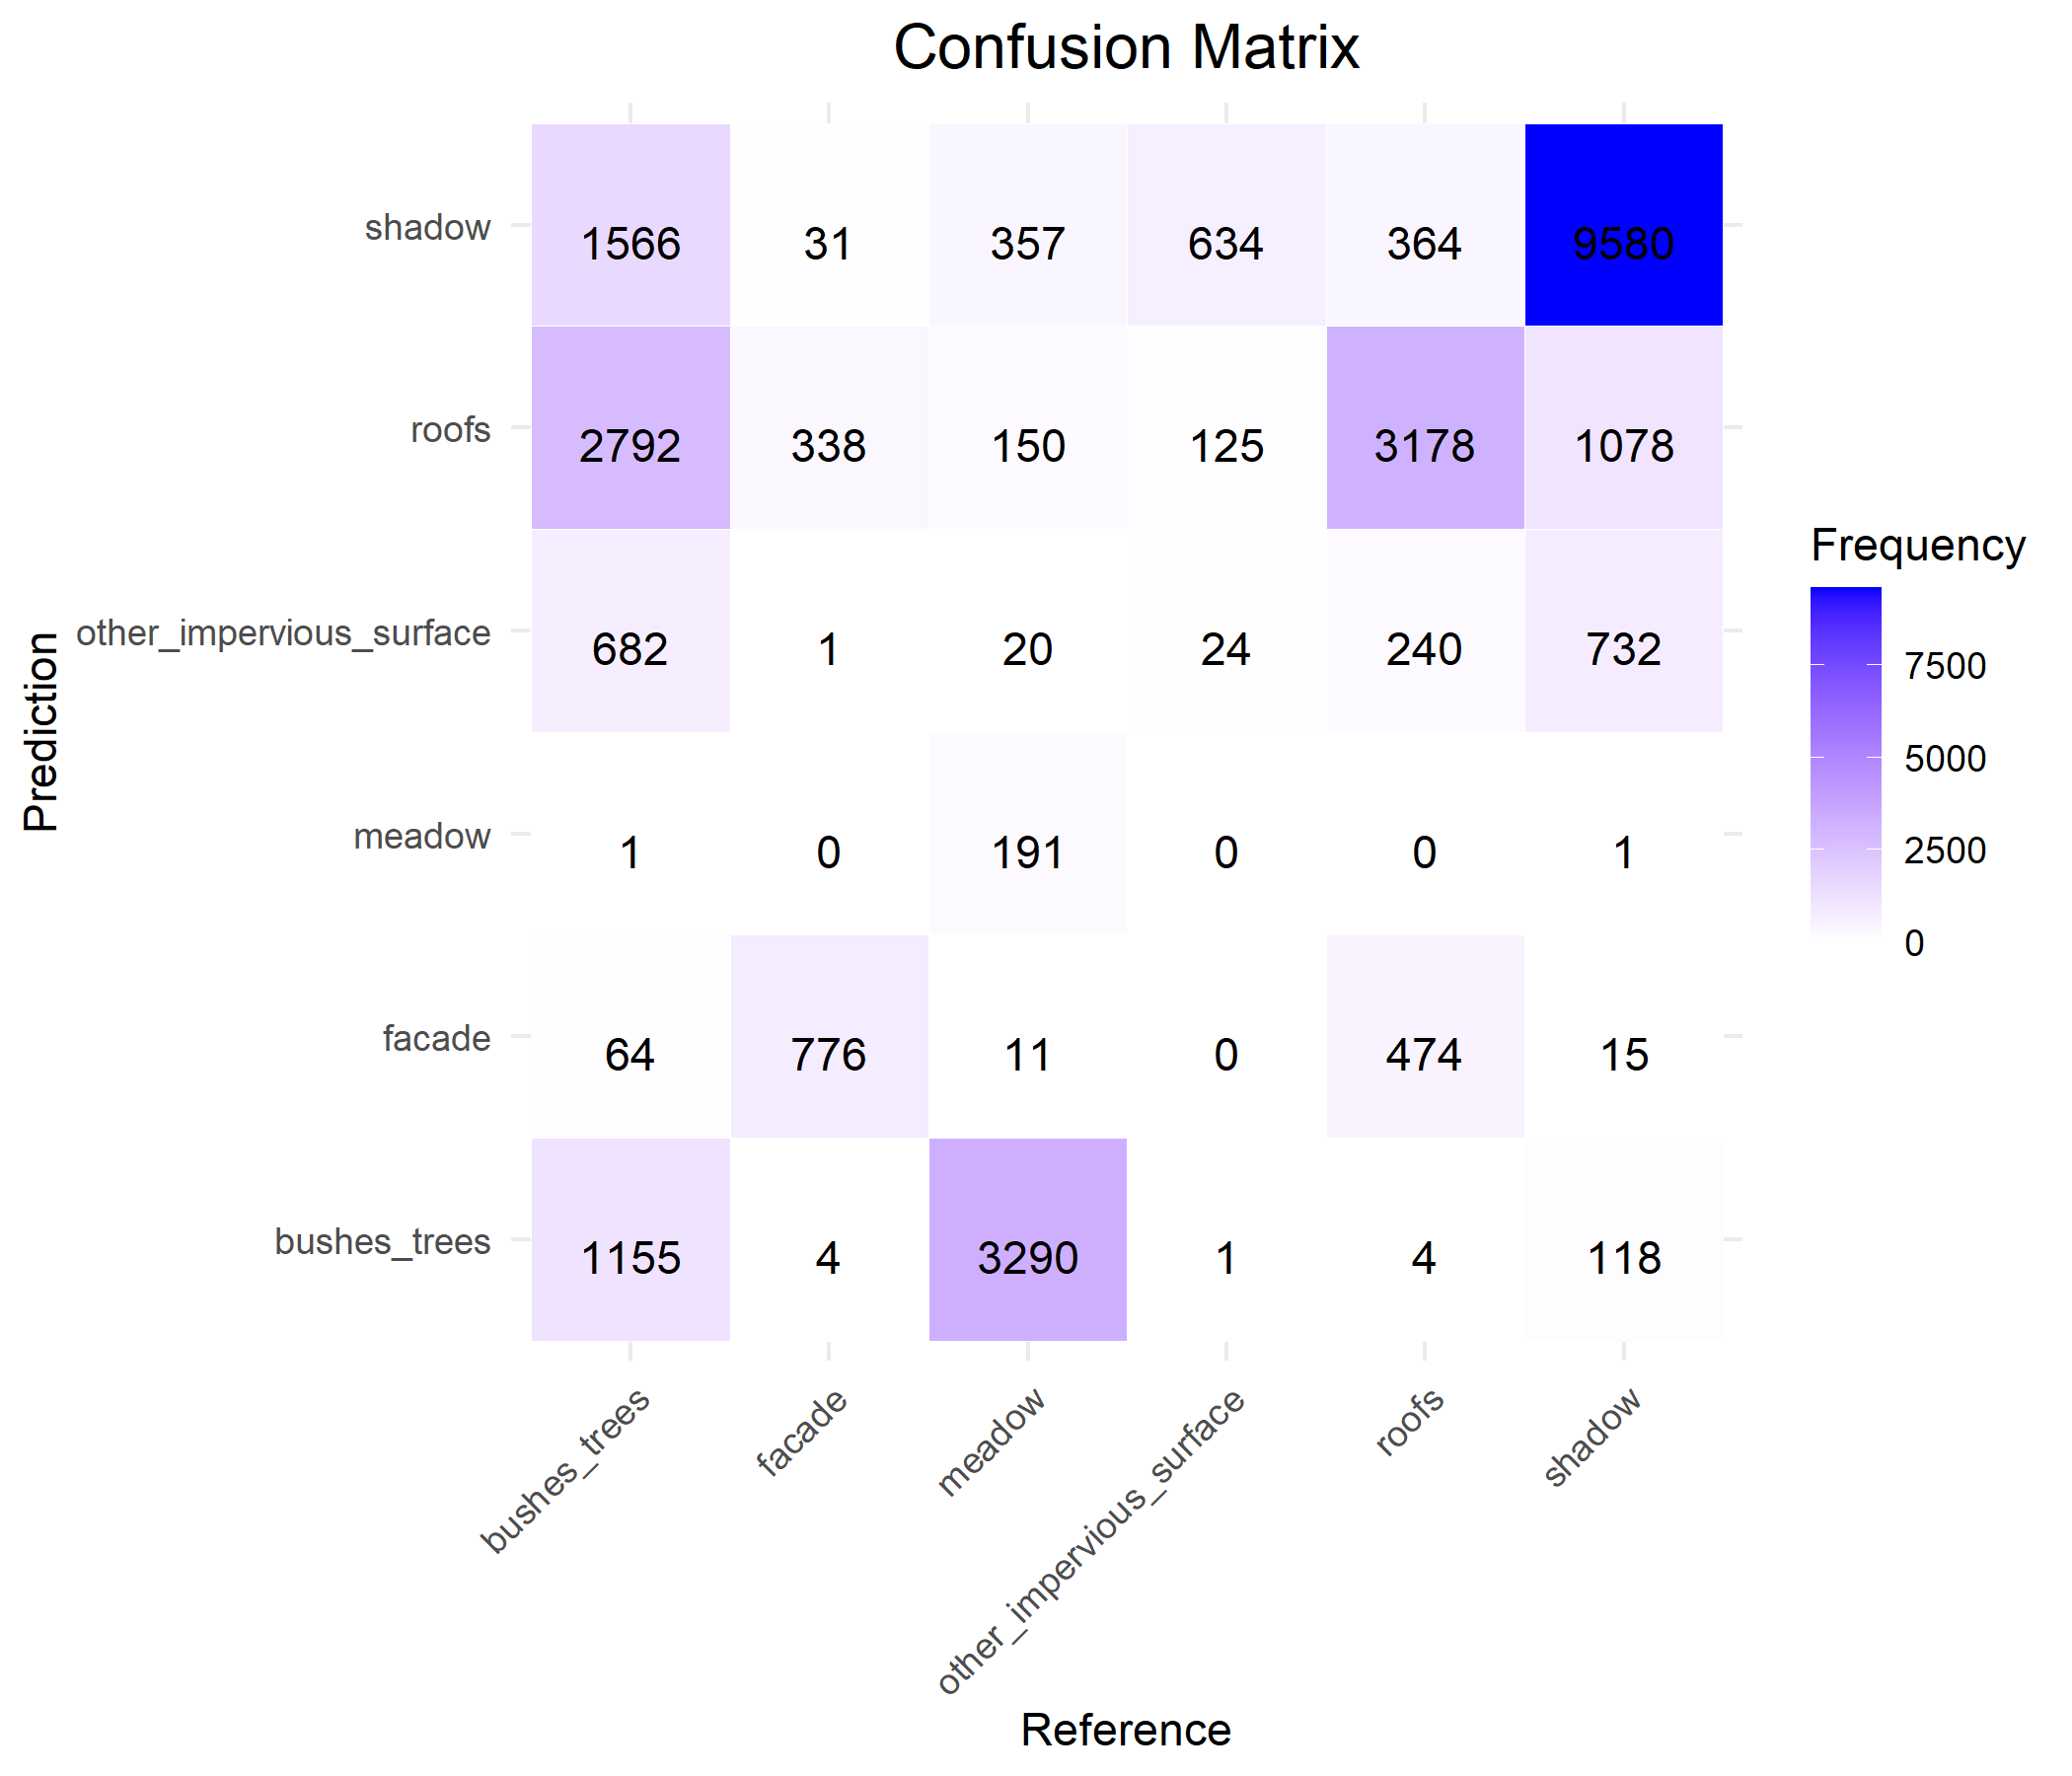 Confusion Matrix
shadow 1566 31 357 634 364 9580
roofs 2792 338 150 125 3178 1078
other_impervious_surface 682 1 20 24 240 732
meadow 1 0 191 0 0 1
facade 64 776 11 0 474 15
bushes_trees 1155 4 3290 1 4 118
Prediction
bushes_trees
facade
meadow
other_impervious_surface
roofs
shadow
Reference
Frequency
7500
5000
2500
0